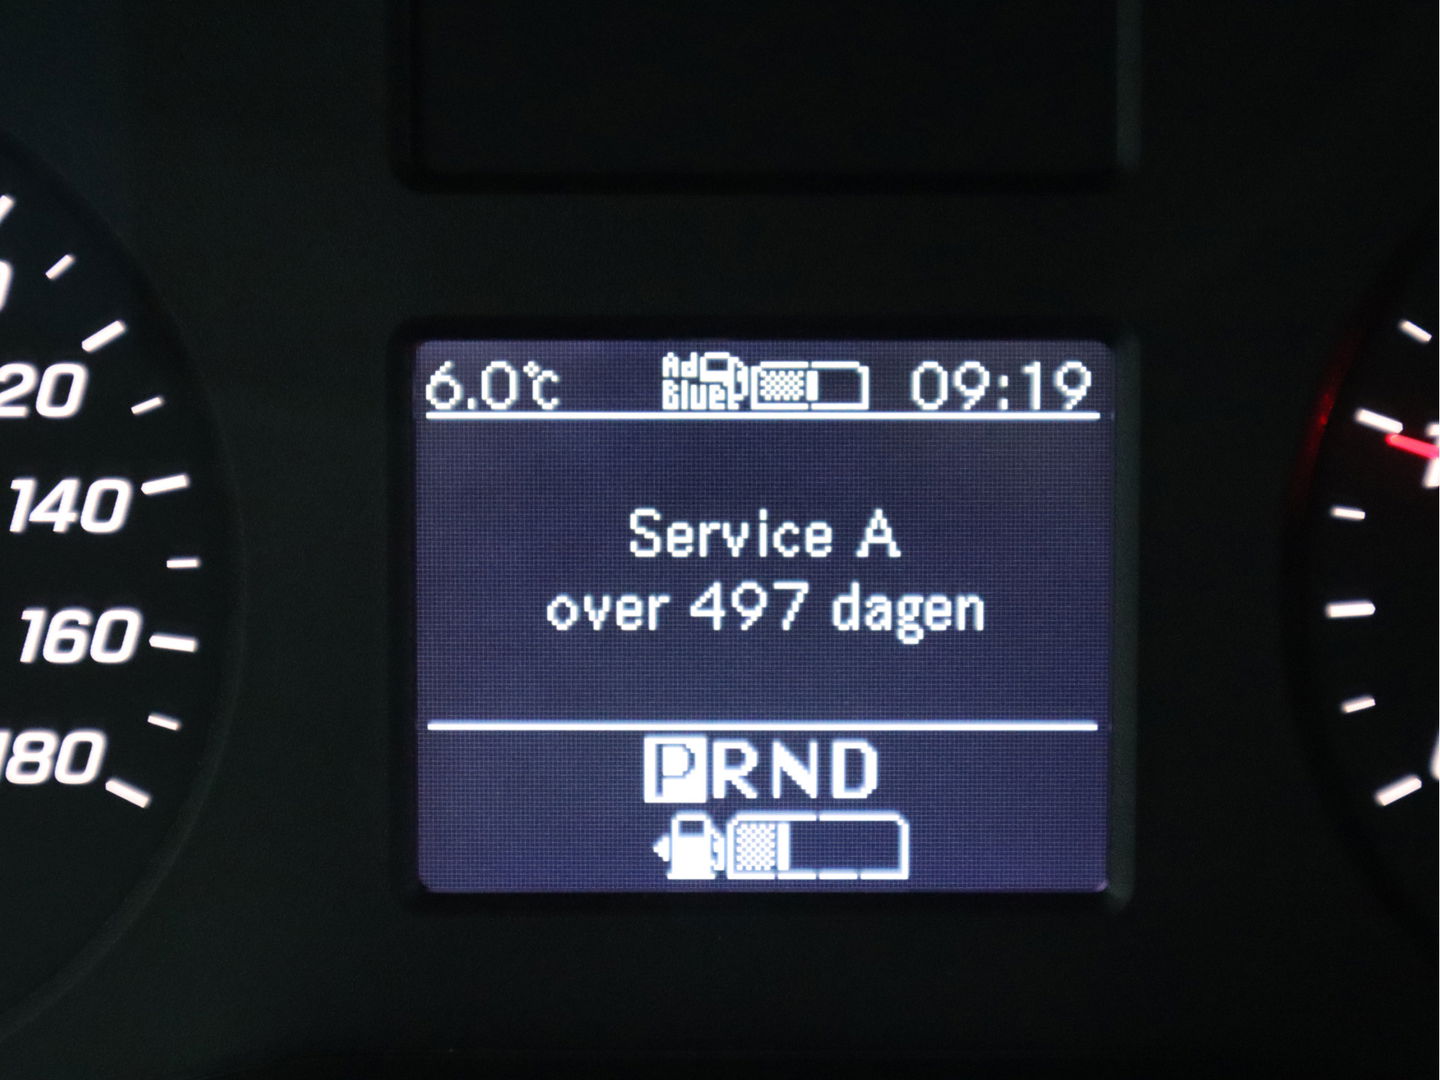 6.0°C Ad Blue 09:19
20
140
160
180
Service A
over 497 dagen
PRND